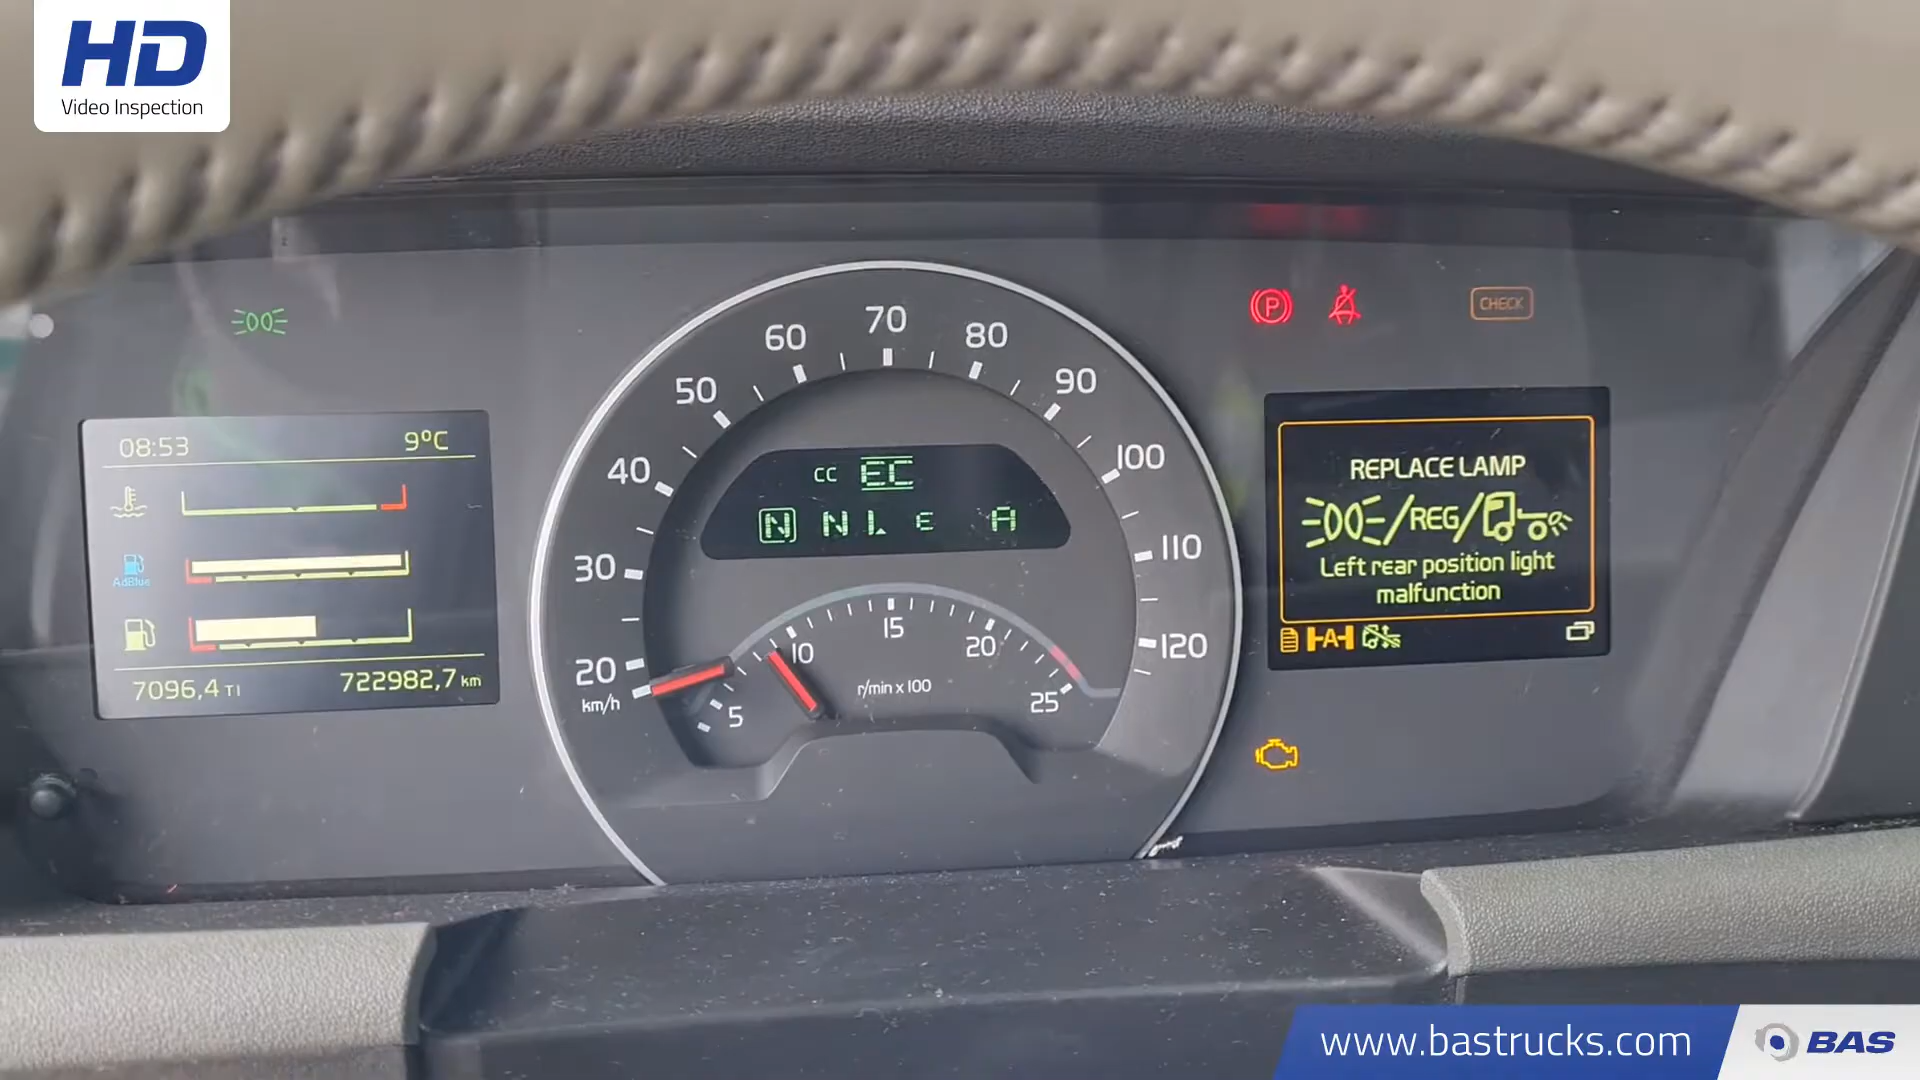 HD
Video Inspection
08:53 9°C
AdBlue
7096,4 TI 722982,7 km
20 30 40 50 60 70 80 90 100 110 120
km/h
CC EC
N N L E A
5 10 15 20 25
r/min x 100
P CHECK
REPLACE LAMP
/REG/
Left rear position light
malfunction
A
www.bastrucks.com
BAS